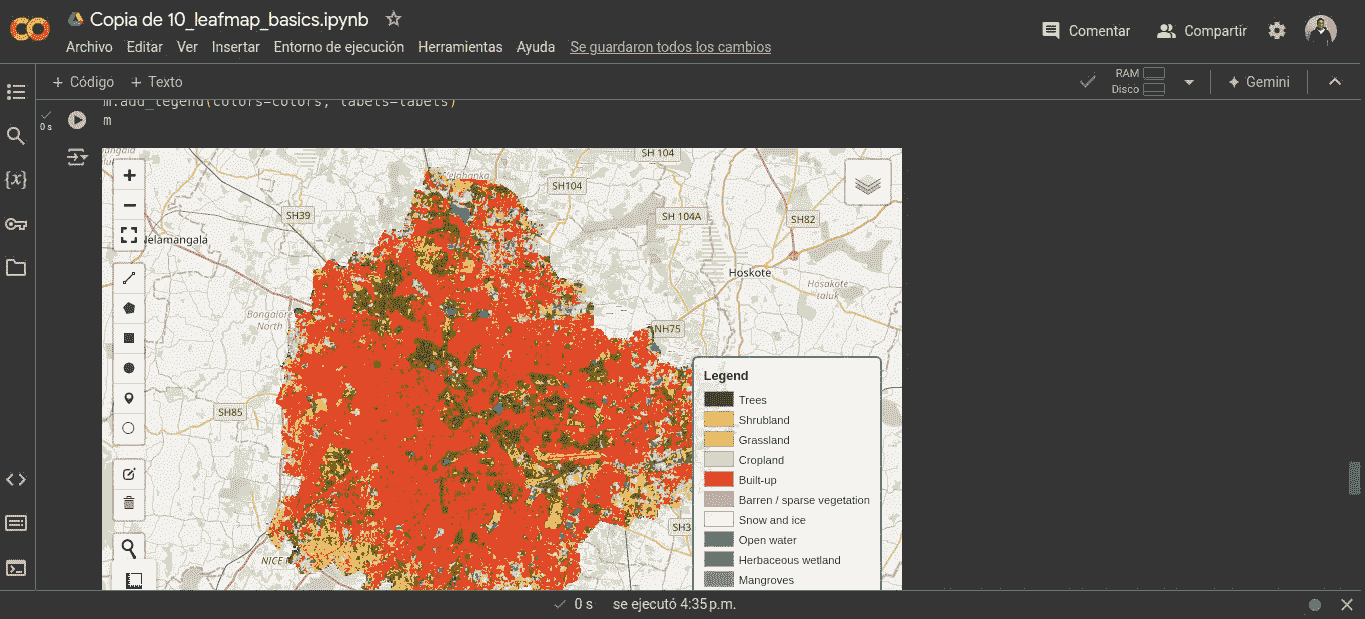 Copia de 10_leafmap_basics.ipynb
Comentar
Compartir
Archivo Editar Ver Insertar Entorno de ejecución Herramientas Ayuda Se guardaron todos los cambios
+ Código + Texto
RAM
Disco
Gemini
m.add_legend(colors=colors, labels=labels)
0 s
m
SH 104
SH104
SH39
SH 104A
SH82
Nelamangala
Hoskote
Hosakote
taluk
Bangalore
North
NH75
SH85
Legend
Trees
Shrubland
Grassland
Cropland
Built-up
Barren / sparse vegetation
Snow and ice
SH3
Open water
Herbaceous wetland
NICE
Mangroves
0 s se ejecutó 4:35 p.m.